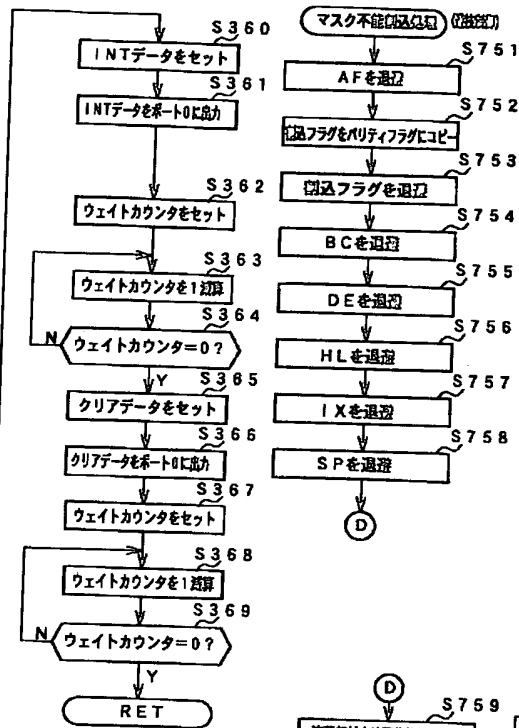 S360
INTデータをセット
S361
INTデータをポート0に出力
S362
ウェイトカウンタをセット
S363
ウェイトカウンタを1減算
S364
ウェイトカウンタ=0?
N
Y
S365
クリアデータをセット
S366
クリアデータをポート0に出力
S367
ウェイトカウンタをセット
S368
ウェイトカウンタを1減算
S369
ウェイトカウンタ=0?
N
Y
RET
マスク不能割込処理
S751
AFを退避
S752
割込フラグをパリティフラグにコピー
S753
割込フラグを退避
S754
BCを退避
S755
DEを退避
S756
HLを退避
S757
IXを退避
S758
SPを退避
D
D
S759